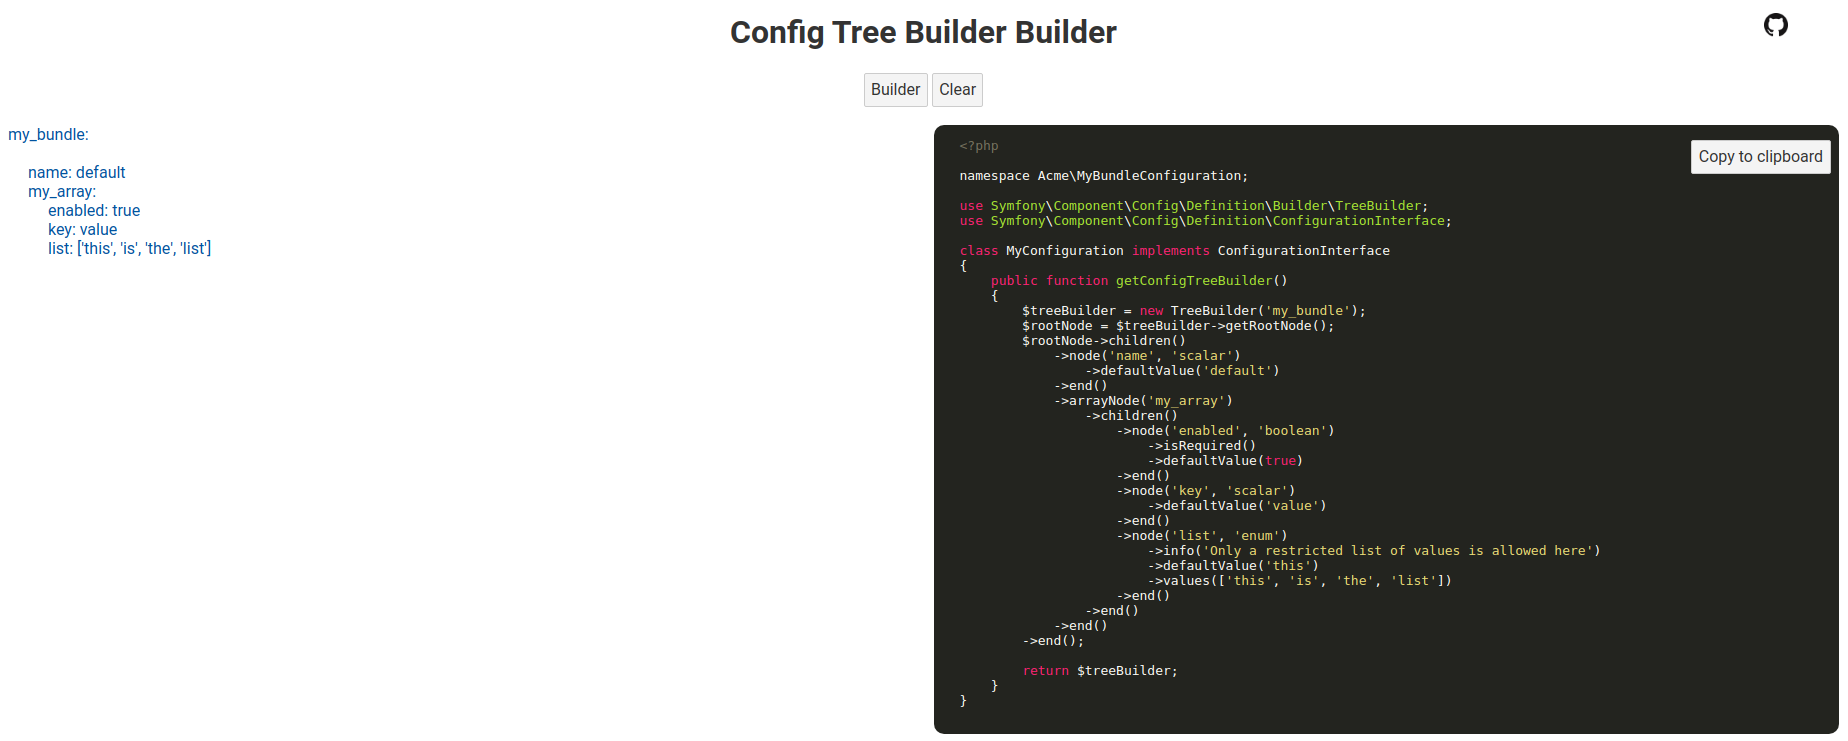 Config Tree Builder Builder
Builder Clear
my_bundle:
name: default
my_array:
enabled: true
key: value
list: ['this', 'is', 'the', 'list']
Copy to clipboard
<?php
namespace Acme\MyBundleConfiguration;
use Symfony\Component\Config\Definition\Builder\TreeBuilder;
use Symfony\Component\Config\Definition\ConfigurationInterface;
class MyConfiguration implements ConfigurationInterface
{
    public function getConfigTreeBuilder()
    {
        $treeBuilder = new TreeBuilder('my_bundle');
        $rootNode = $treeBuilder->getRootNode();
        $rootNode->children()
            ->node('name', 'scalar')
                ->defaultValue('default')
            ->end()
            ->arrayNode('my_array')
                ->children()
                    ->node('enabled', 'boolean')
                        ->isRequired()
                        ->defaultValue(true)
                    ->end()
                    ->node('key', 'scalar')
                        ->defaultValue('value')
                    ->end()
                    ->node('list', 'enum')
                        ->info('Only a restricted list of values is allowed here')
                        ->defaultValue('this')
                        ->values(['this', 'is', 'the', 'list'])
                    ->end()
                ->end()
            ->end()
        ->end();
        return $treeBuilder;
    }
}